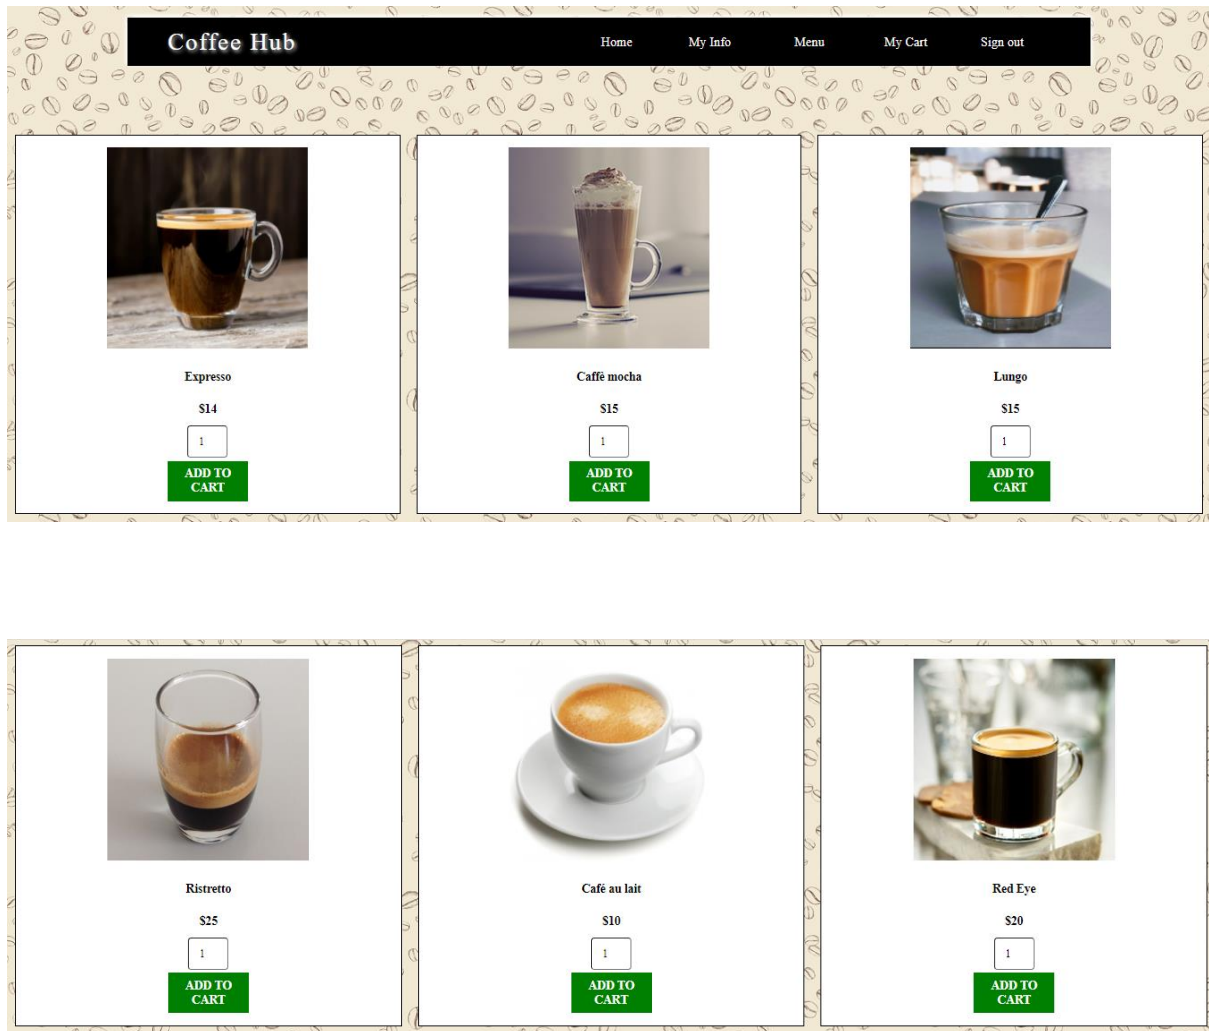 Coffee Hub Home My Info Menu My Cart Sign out
Expresso Caffè mocha Lungo
$14 $15 $15
1 1 1
ADD TO ADD TO ADD TO
CART CART CART
Ristretto Café au lait Red Eye
$25 $10 $20
1 1 1
ADD TO ADD TO ADD TO
CART CART CART